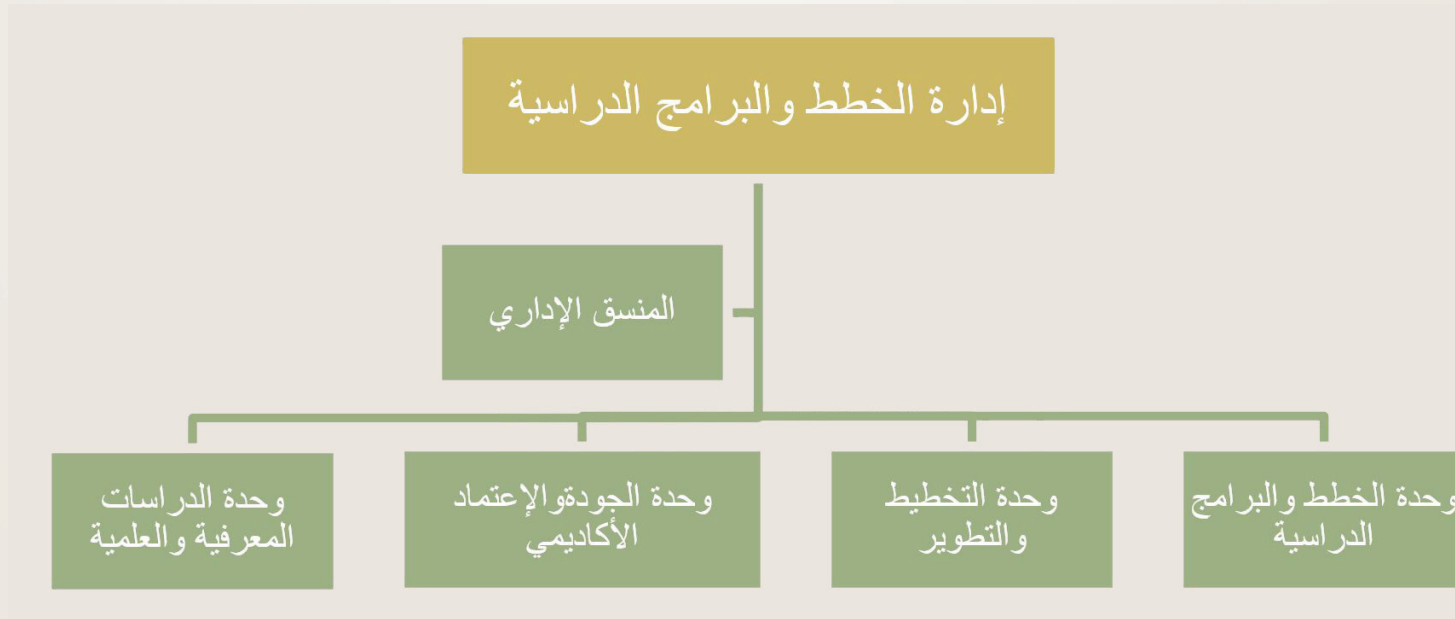 إدارة الخطط والبرامج الدراسية
المنسق الإداري
وحدة الخطط والبرامج
الدراسية
وحدة التخطيط
والتطوير
وحدة الجودةوالإعتماد
الأكاديمي
وحدة الدراسات
المعرفية والعلمية